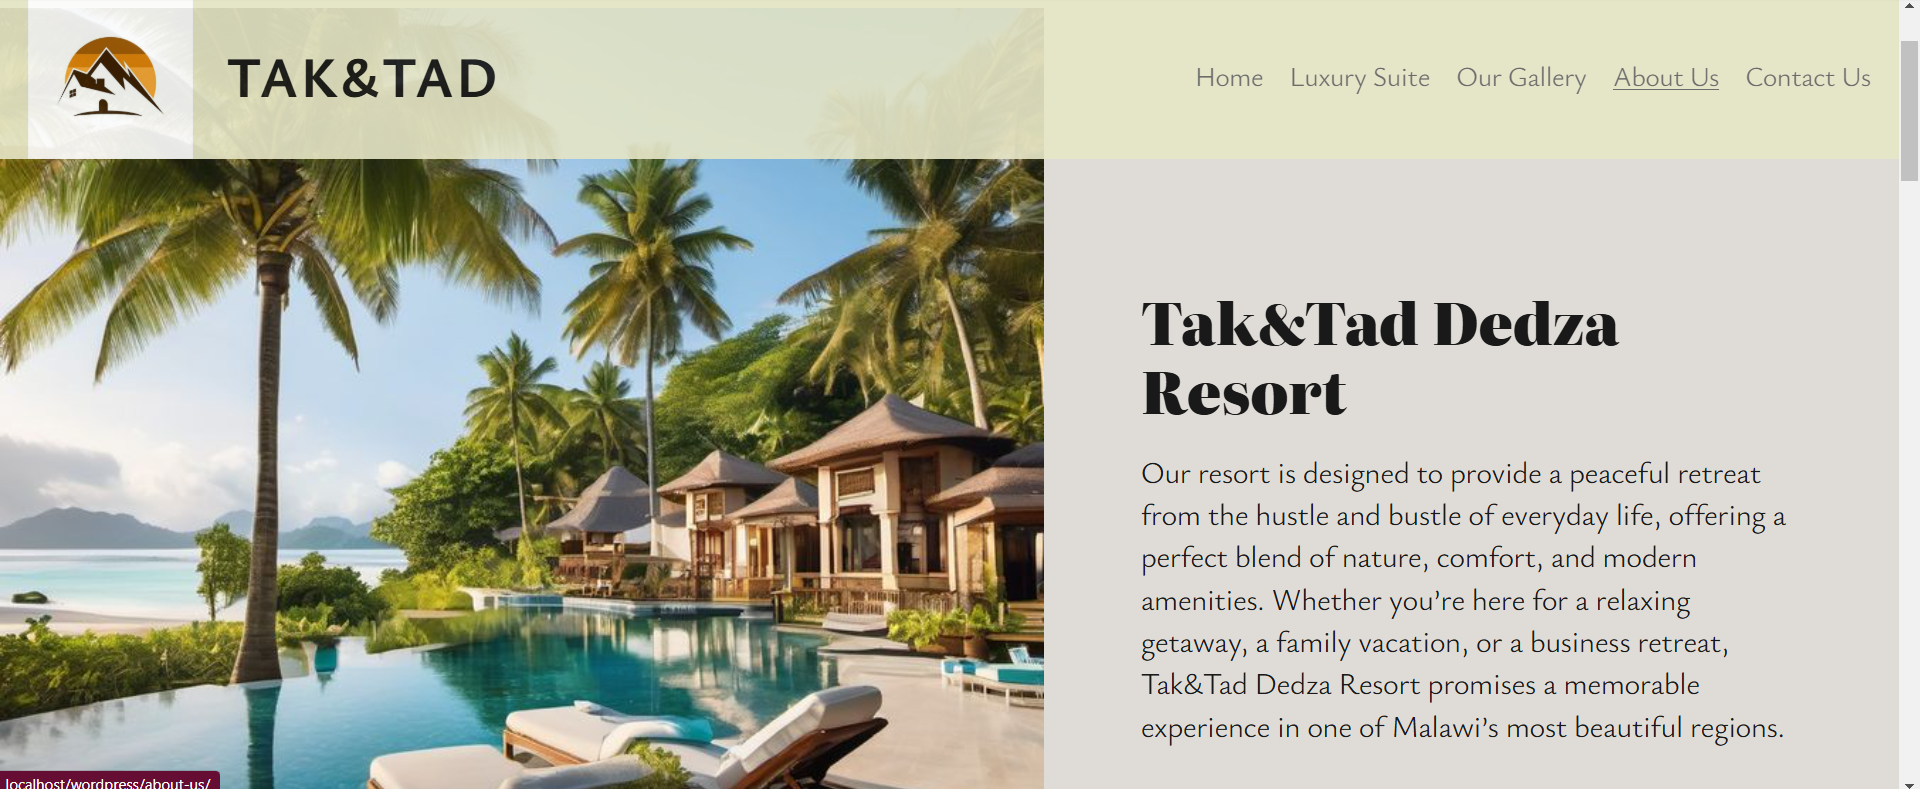 TAK&TAD
Home Luxury Suite Our Gallery About Us Contact Us
Tak&Tad Dedza
Resort
Our resort is designed to provide a peaceful retreat
from the hustle and bustle of everyday life, offering a
perfect blend of nature, comfort, and modern
amenities. Whether you’re here for a relaxing
getaway, a family vacation, or a business retreat,
Tak&Tad Dedza Resort promises a memorable
experience in one of Malawi’s most beautiful regions.
localhost/wordpress/about-us/